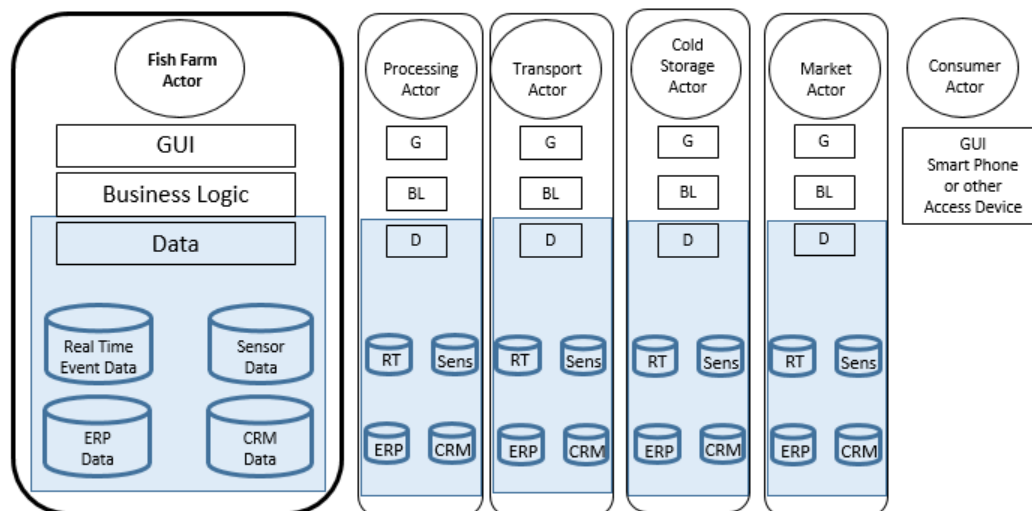 Fish Farm
Actor
GUI
Business Logic
Data
Real Time
Event Data
Sensor
Data
ERP
Data
CRM
Data
Processing
Actor
G
BL
D
RT
Sens
ERP
CRM
Transport
Actor
G
BL
D
RT
Sens
ERP
CRM
Cold
Storage
Actor
G
BL
D
RT
Sens
ERP
CRM
Market
Actor
G
BL
D
RT
Sens
ERP
CRM
Consumer
Actor
GUI
Smart Phone
or other
Access Device